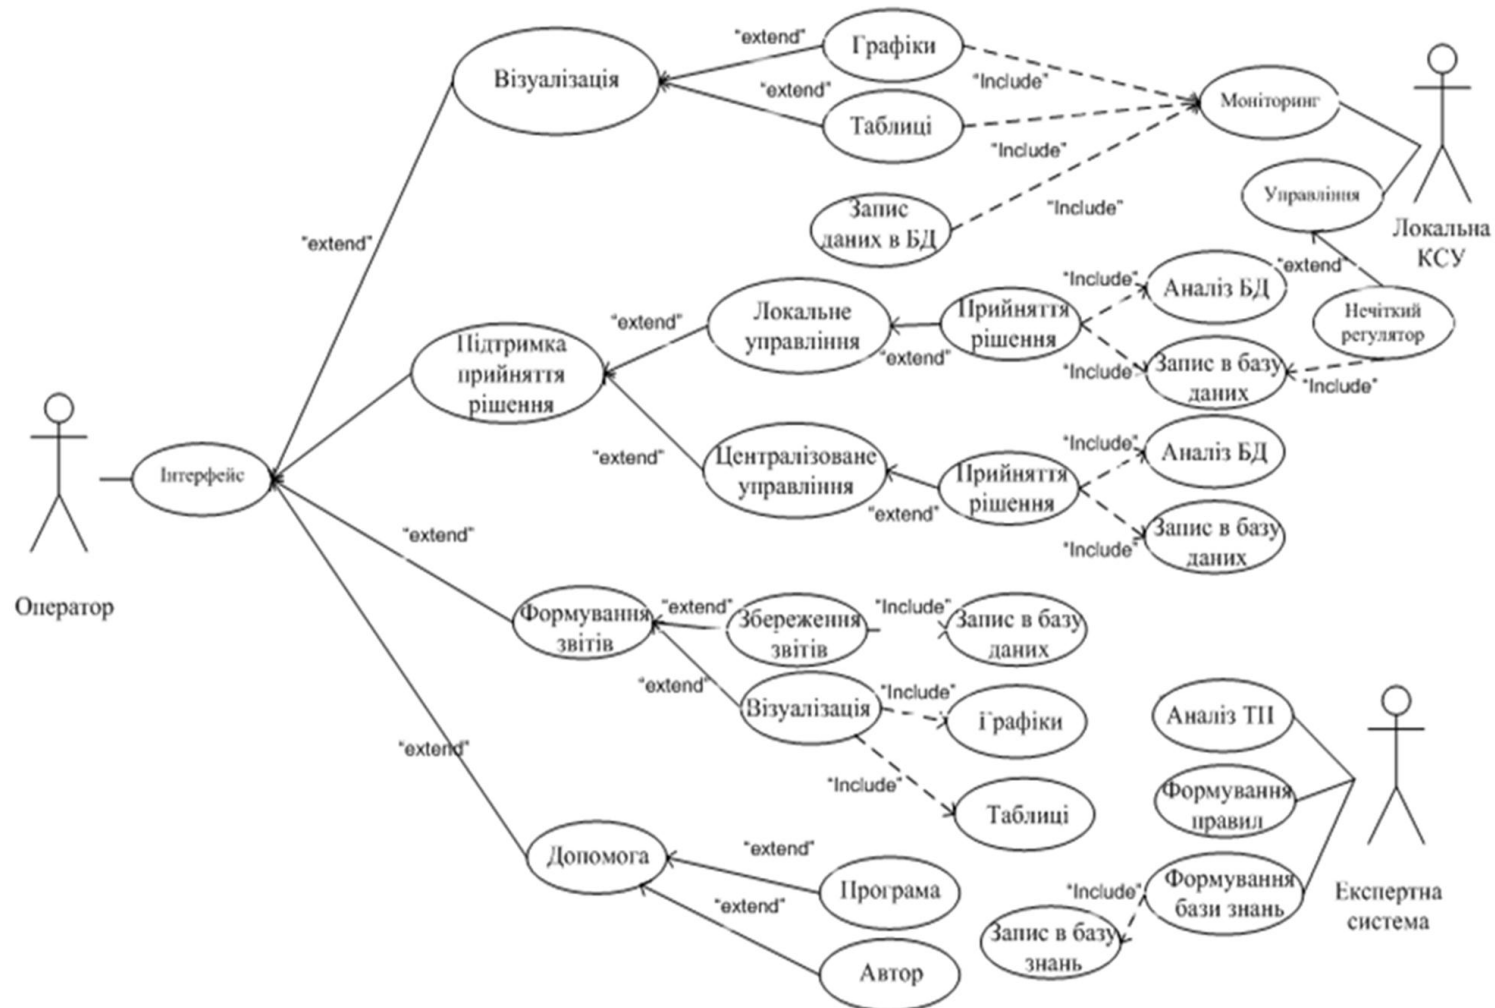 "extend"
Графіки
Візуалізація
"Include"
Моніторинг
"extend"
Таблиці
"Include"
Управління
Запис
даних в БД
"Include"
Локальна
КСУ
"extend"
"extend"
Аналіз БД
"Include"
Локальне
управління
Прийняття
рішення
Нечіткий
регулятор
"extend"
Підтримка
прийняття
рішення
"extend"
"Include"
Запис в базу
даних
"Include"
"Include"
Аналіз БД
"extend"
Централізоване
управління
Прийняття
рішення
Інтерфейс
"extend"
"extend"
Запис в базу
даних
"Include"
Оператор
Формування
звітів
"extend"
Збереження
звітів
"Include"
Запис в базу
даних
"extend"
Візуалізація
"Include"
Графіки
Аналіз ТП
"extend"
"Include"
Таблиці
Формування
правил
Допомога
"extend"
Програма
"Include"
Формування
бази знань
Експертна
система
"extend"
Запис в базу
знань
Автор